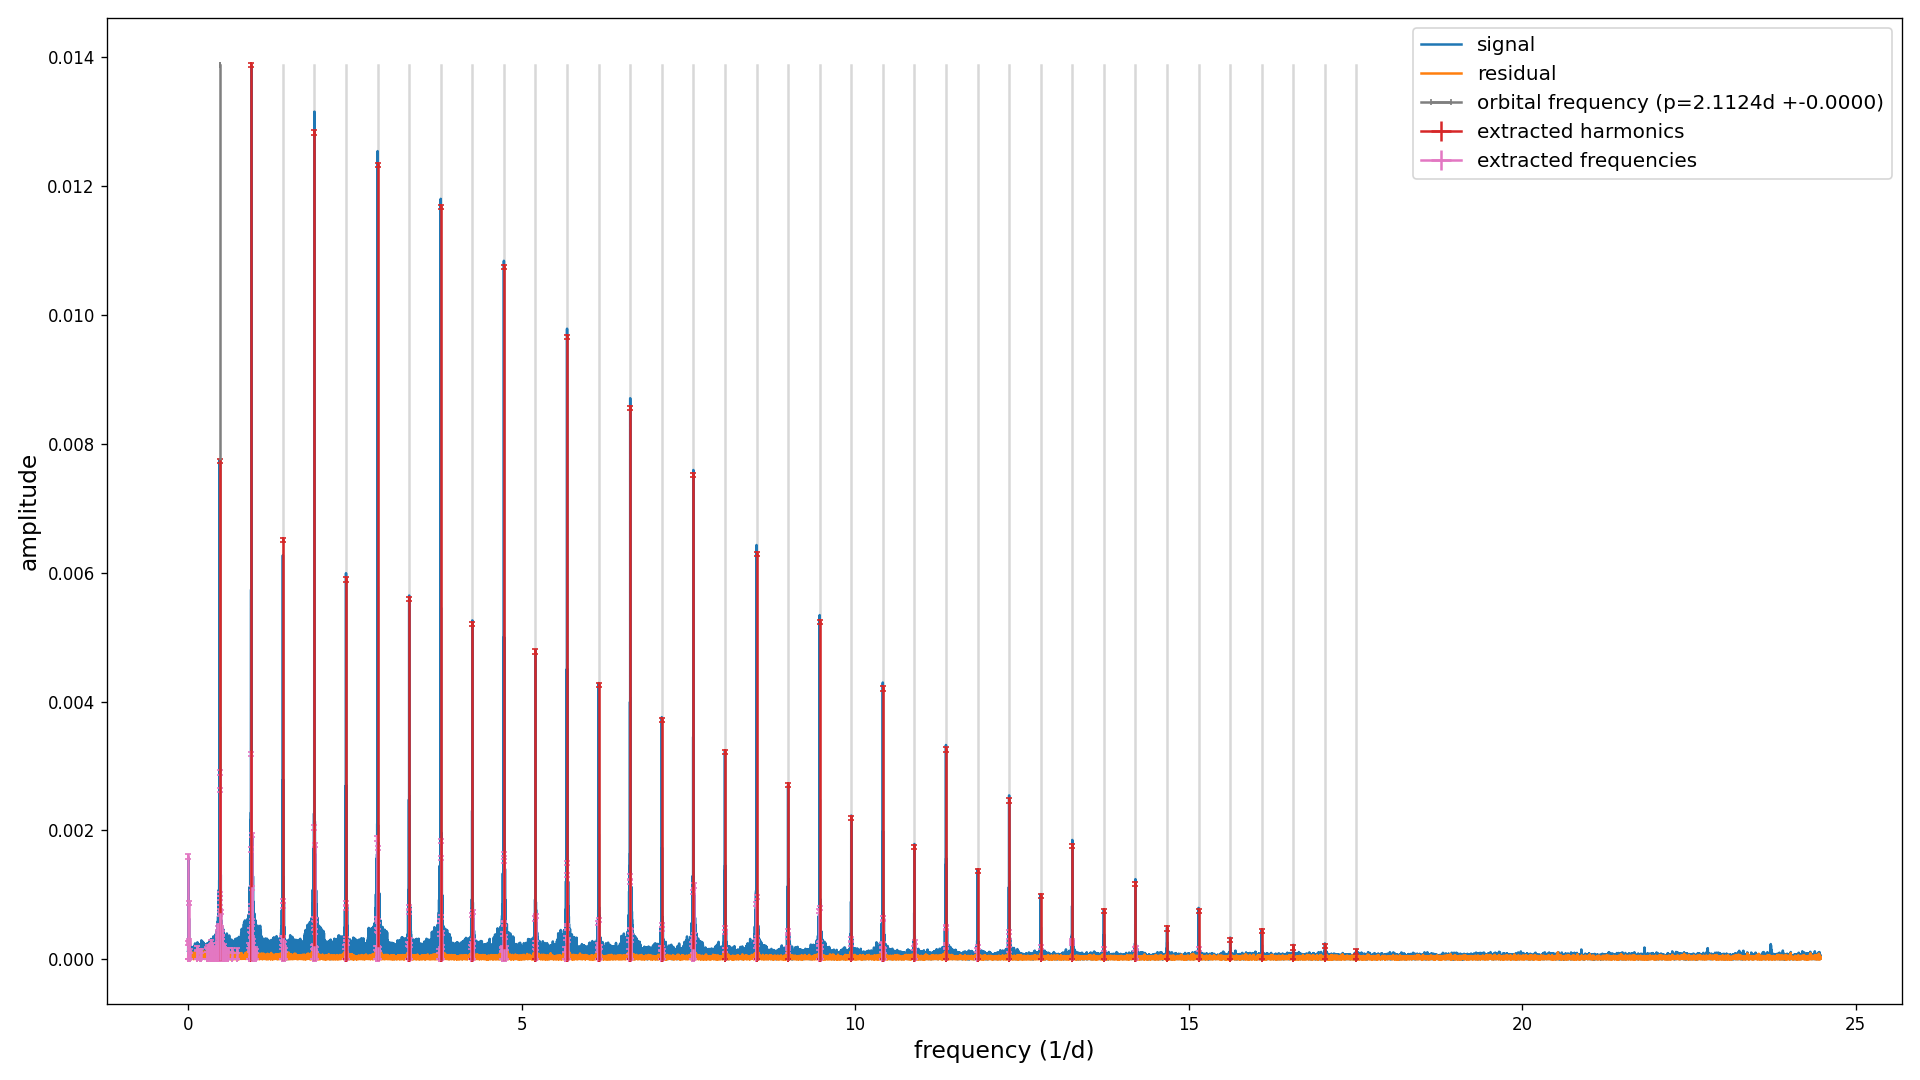 signal
residual
orbital frequency (p=2.1124d +-0.0000)
extracted harmonics
extracted frequencies
0.014
0.012
0.010
0.008
0.006
0.004
0.002
0.000
amplitude
0 5 10 15 20 25
frequency (1/d)